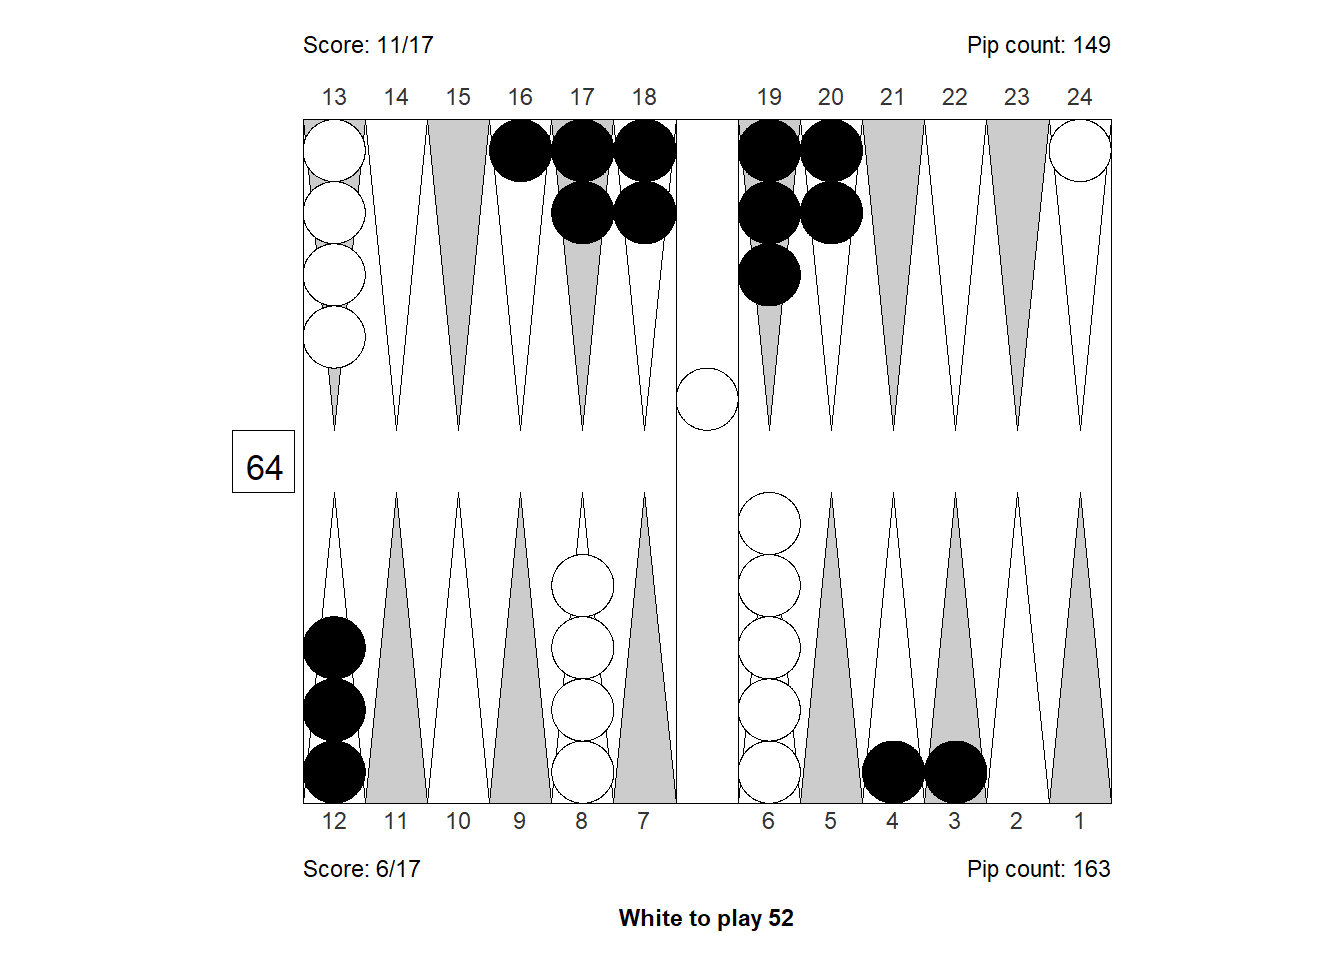 Score: 11/17 Pip count: 149
13 14 15 16 17 18 19 20 21 22 23 24
64
12 11 10 9 8 7 6 5 4 3 2 1
Score: 6/17 Pip count: 163
White to play 52